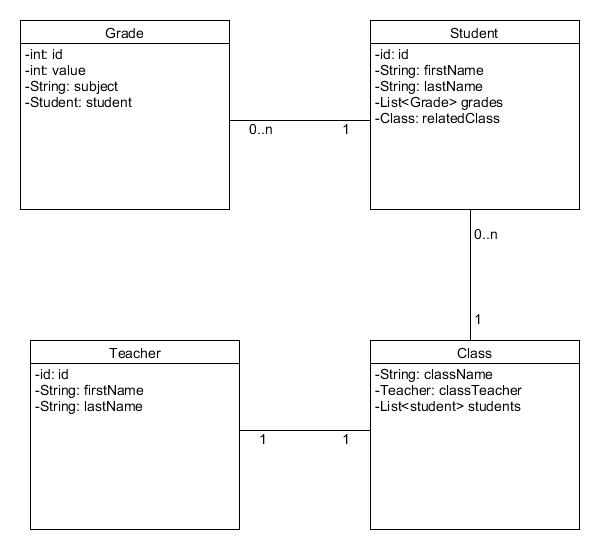 Grade
-int: id
-int: value
-String: subject
-Student: student
Student
-id: id
-String: firstName
-String: lastName
-List<Grade> grades
-Class: relatedClass
0..n
1
0..n
1
Teacher
-id: id
-String: firstName
-String: lastName
Class
-String: className
-Teacher: classTeacher
-List<student> students
1
1